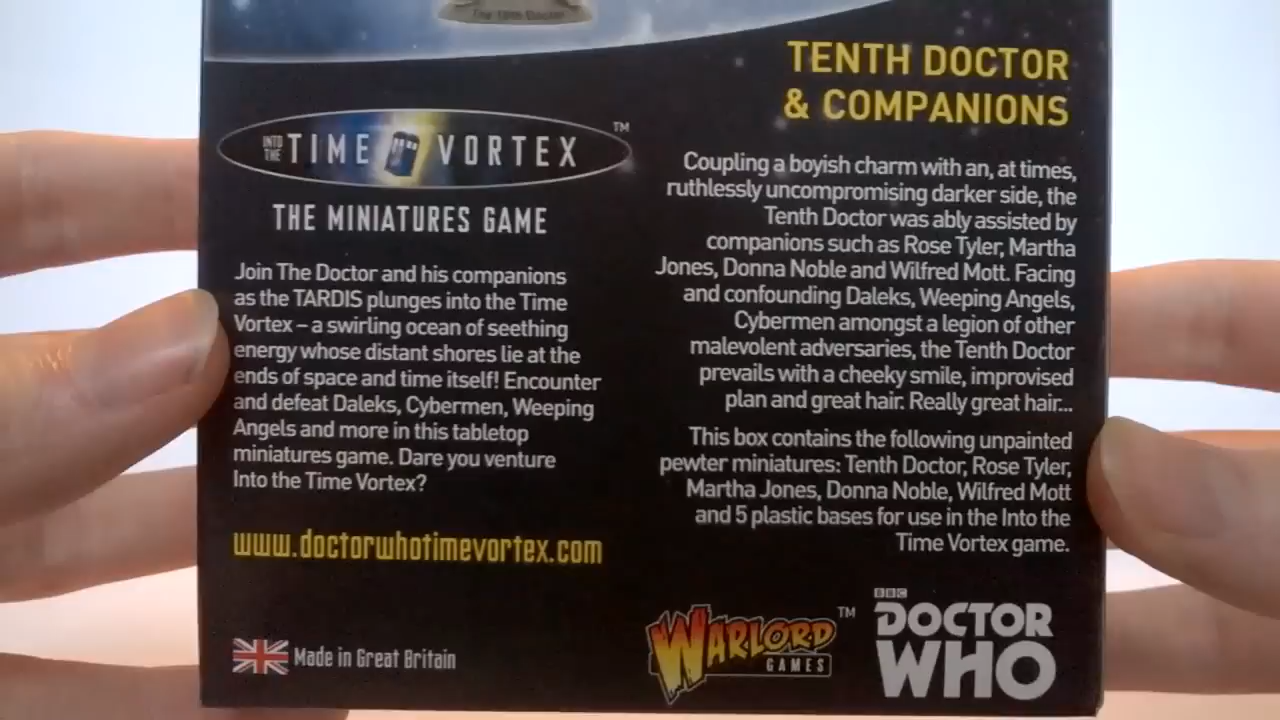 The 10th Doctor
INTO THE TIME VORTEX™
THE MINIATURES GAME
Join The Doctor and his companions
as the TARDIS plunges into the Time
Vortex – a swirling ocean of seething
energy whose distant shores lie at the
ends of space and time itself! Encounter
and defeat Daleks, Cybermen, Weeping
Angels and more in this tabletop
miniatures game. Dare you venture
Into the Time Vortex?
www.doctorwhotimevortex.com
Made in Great Britain
TENTH DOCTOR
& COMPANIONS
Coupling a boyish charm with an, at times,
ruthlessly uncompromising darker side, the
Tenth Doctor was ably assisted by
companions such as Rose Tyler, Martha
Jones, Donna Noble and Wilfred Mott. Facing
and confounding Daleks, Weeping Angels,
Cybermen amongst a legion of other
malevolent adversaries, the Tenth Doctor
prevails with a cheeky smile, improvised
plan and great hair. Really great hair...
This box contains the following unpainted
pewter miniatures: Tenth Doctor, Rose Tyler,
Martha Jones, Donna Noble, Wilfred Mott
and 5 plastic bases for use in the Into the
Time Vortex game.
WARLORD™
GAMES
BBC
DOCTOR
WHO